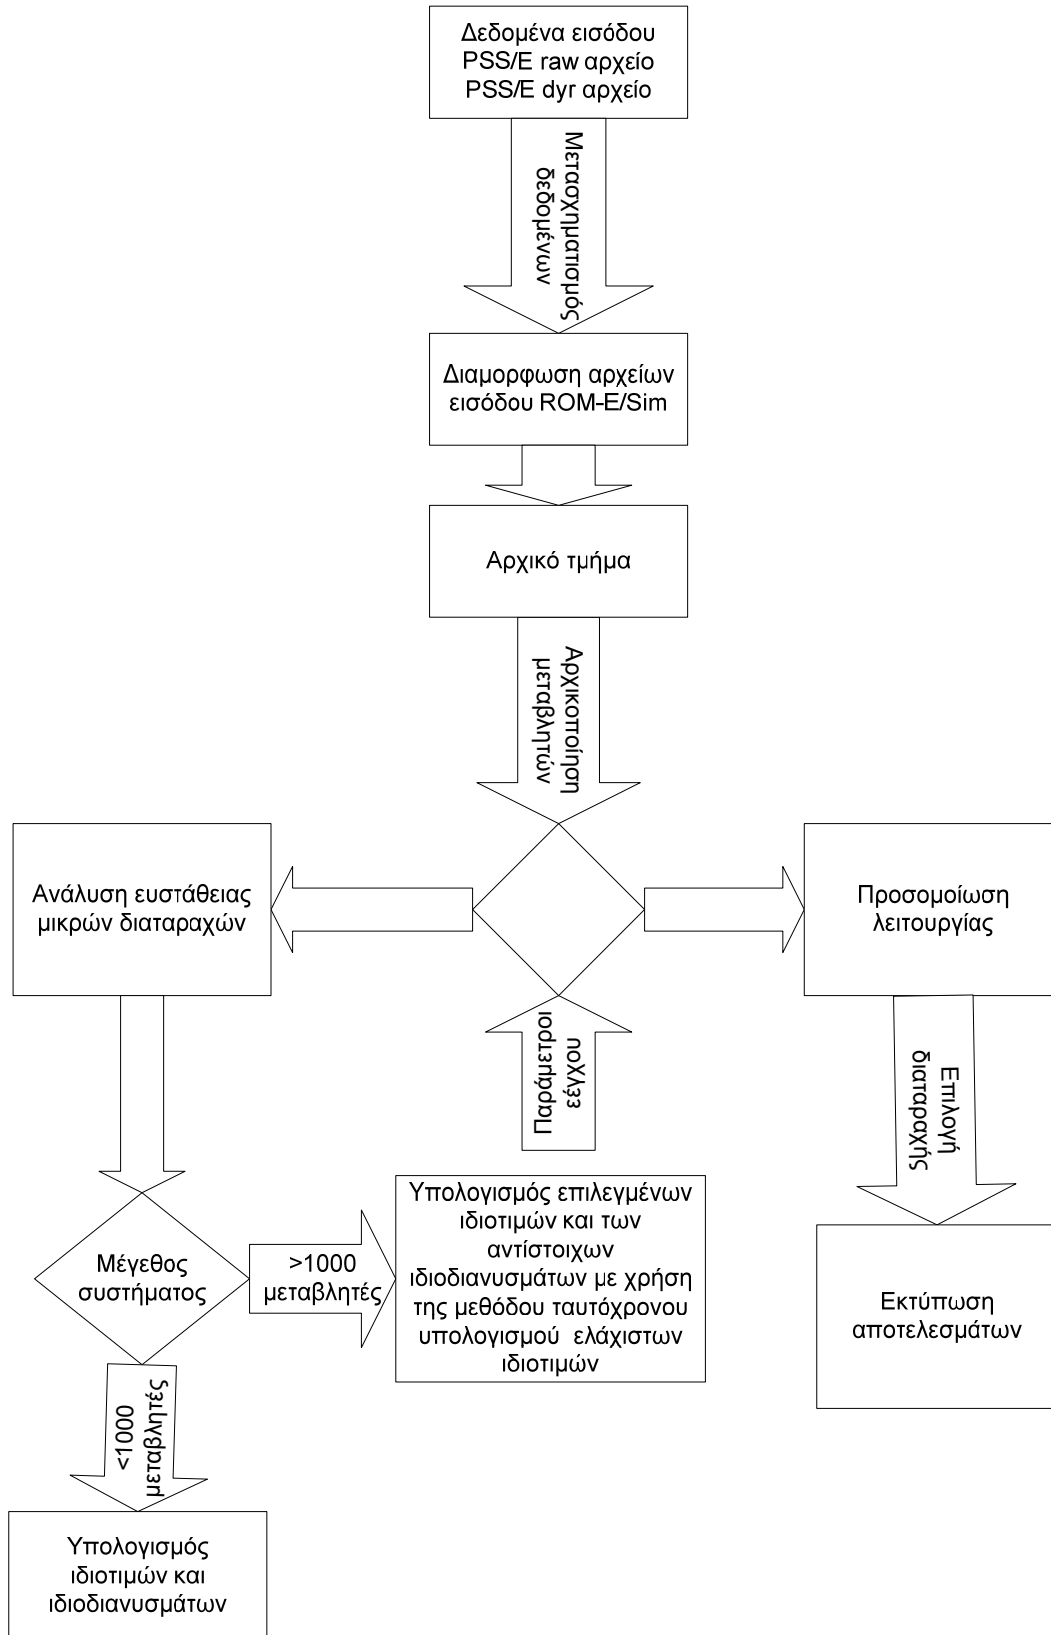 Δεδομένα εισόδου
PSS/E raw αρχείο
PSS/E dyr αρχείο
Μετασχηματισμός
δεδομένων
Διαμορφωση αρχείων
εισόδου ROM-E/Sim
Αρχικό τμήμα
Αρχικοποίηση
μεταβλητών
Ανάλυση ευστάθειας
μικρών διαταραχών
Προσομοίωση
λειτουργίας
Παράμετροι
ελέγχου
Επιλογή
διαταραχής
Μέγεθος
συστήματος
>1000
μεταβλητές
Υπολογισμός επιλεγμένων
ιδιοτιμών και των
αντίστοιχων
ιδιοδιανυσμάτων με χρήση
της μεθόδου ταυτόχρονου
υπολογισμού ελάχιστων
ιδιοτιμών
Εκτύπωση
αποτελεσμάτων
<1000
μεταβλητές
Υπολογισμός
ιδιοτιμών και
ιδιοδιανυσμάτων